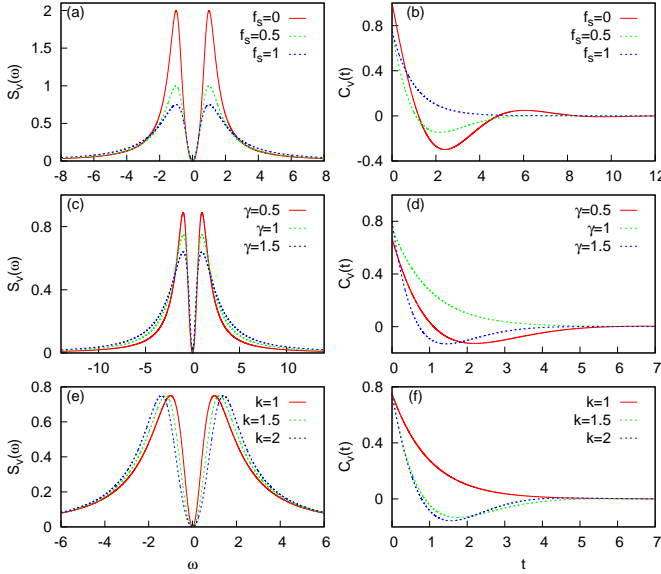 (a)
f_s=0
f_s=0.5
f_s=1
S_v(ω)
2
1.5
1
0.5
0
-8 -6 -4 -2 0 2 4 6 8
(b)
f_s=0
f_s=0.5
f_s=1
C_v(t)
0.8
0.4
0
-0.4
0 2 4 6 8 10 12
(c)
γ=0.5
γ=1
γ=1.5
S_v(ω)
0.8
0.4
0
-10 -5 0 5 10
(d)
γ=0.5
γ=1
γ=1.5
C_v(t)
0.8
0.4
0
0 1 2 3 4 5 6 7
(e)
k=1
k=1.5
k=2
S_v(ω)
0.8
0.6
0.4
0.2
0
-6 -4 -2 0 2 4 6
ω
(f)
k=1
k=1.5
k=2
C_v(t)
0.8
0.4
0
0 1 2 3 4 5 6 7
t